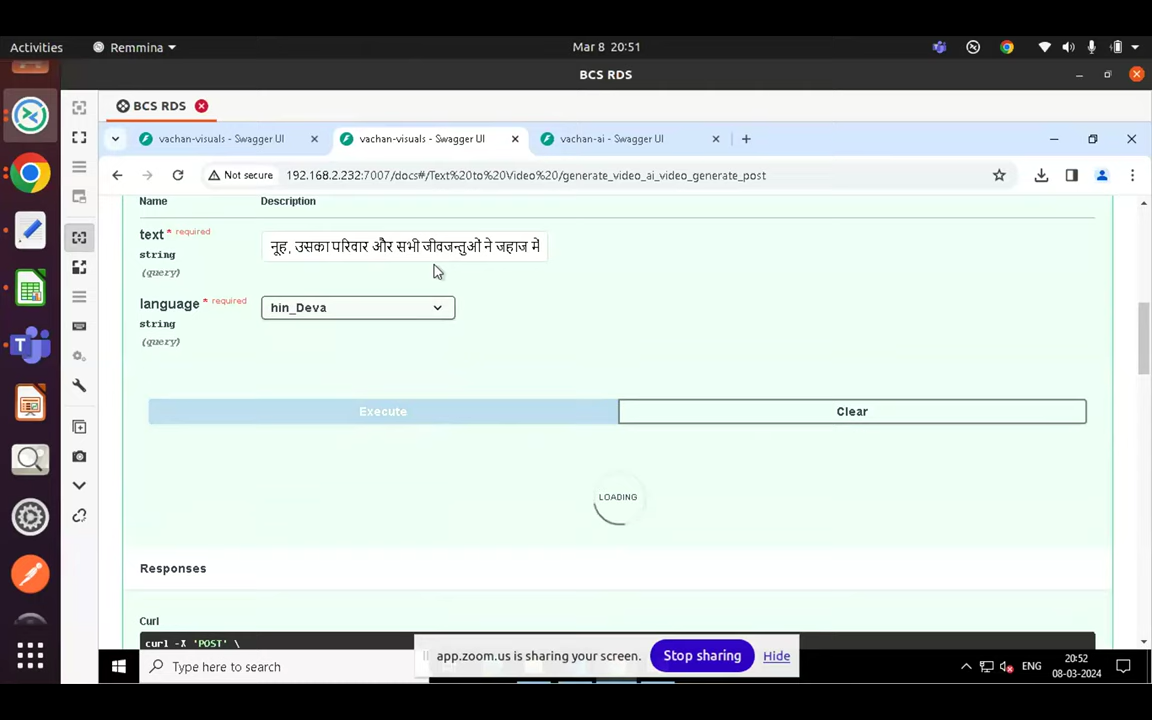 Activities
Remmina
Mar 8 20:51
BCS RDS
BCS RDS
vachan-visuals - Swagger UI
vachan-visuals - Swagger UI
vachan-ai - Swagger UI
Not secure
192.168.2.232:7007/docs#/Text%20to%20Video%20/generate_video_ai_video_generate_post
Name
Description
text * required
string
(query)
नूह, उसका परिवार और सभी जीवजन्तुओं ने जहाज में
language * required
string
(query)
hin_Deva
Execute
Clear
LOADING
Responses
Curl
curl -X 'POST' \
app.zoom.us is sharing your screen.
Stop sharing
Hide
Type here to search
ENG
20:52
08-03-2024